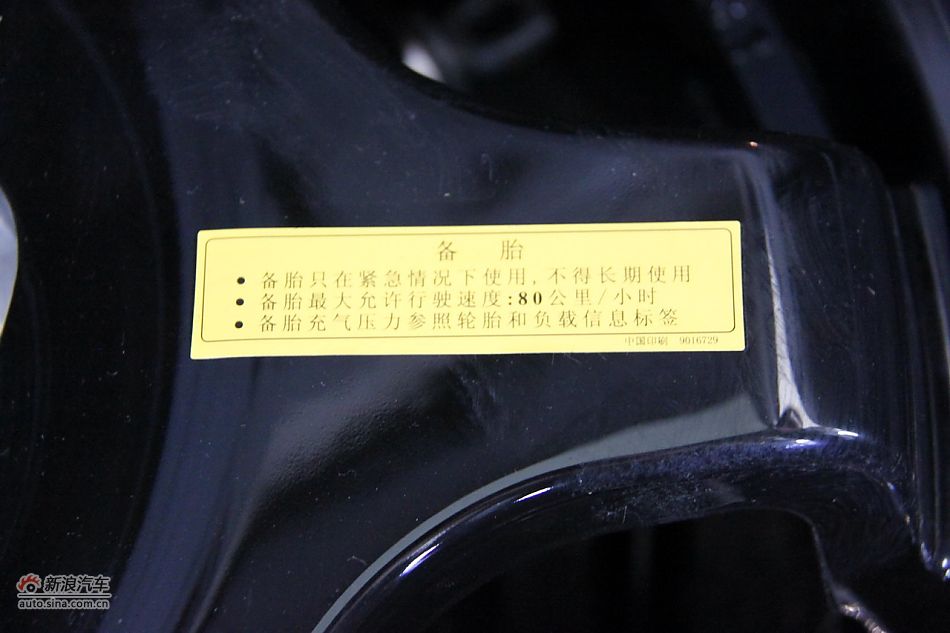 备 胎
• 备胎只在紧急情况下使用,不得长期使用
• 备胎最大允许行驶速度:80公里/小时
• 备胎充气压力参照轮胎和负载信息标签
中国印刷 9016729
新浪汽车
auto.sina.com.cn